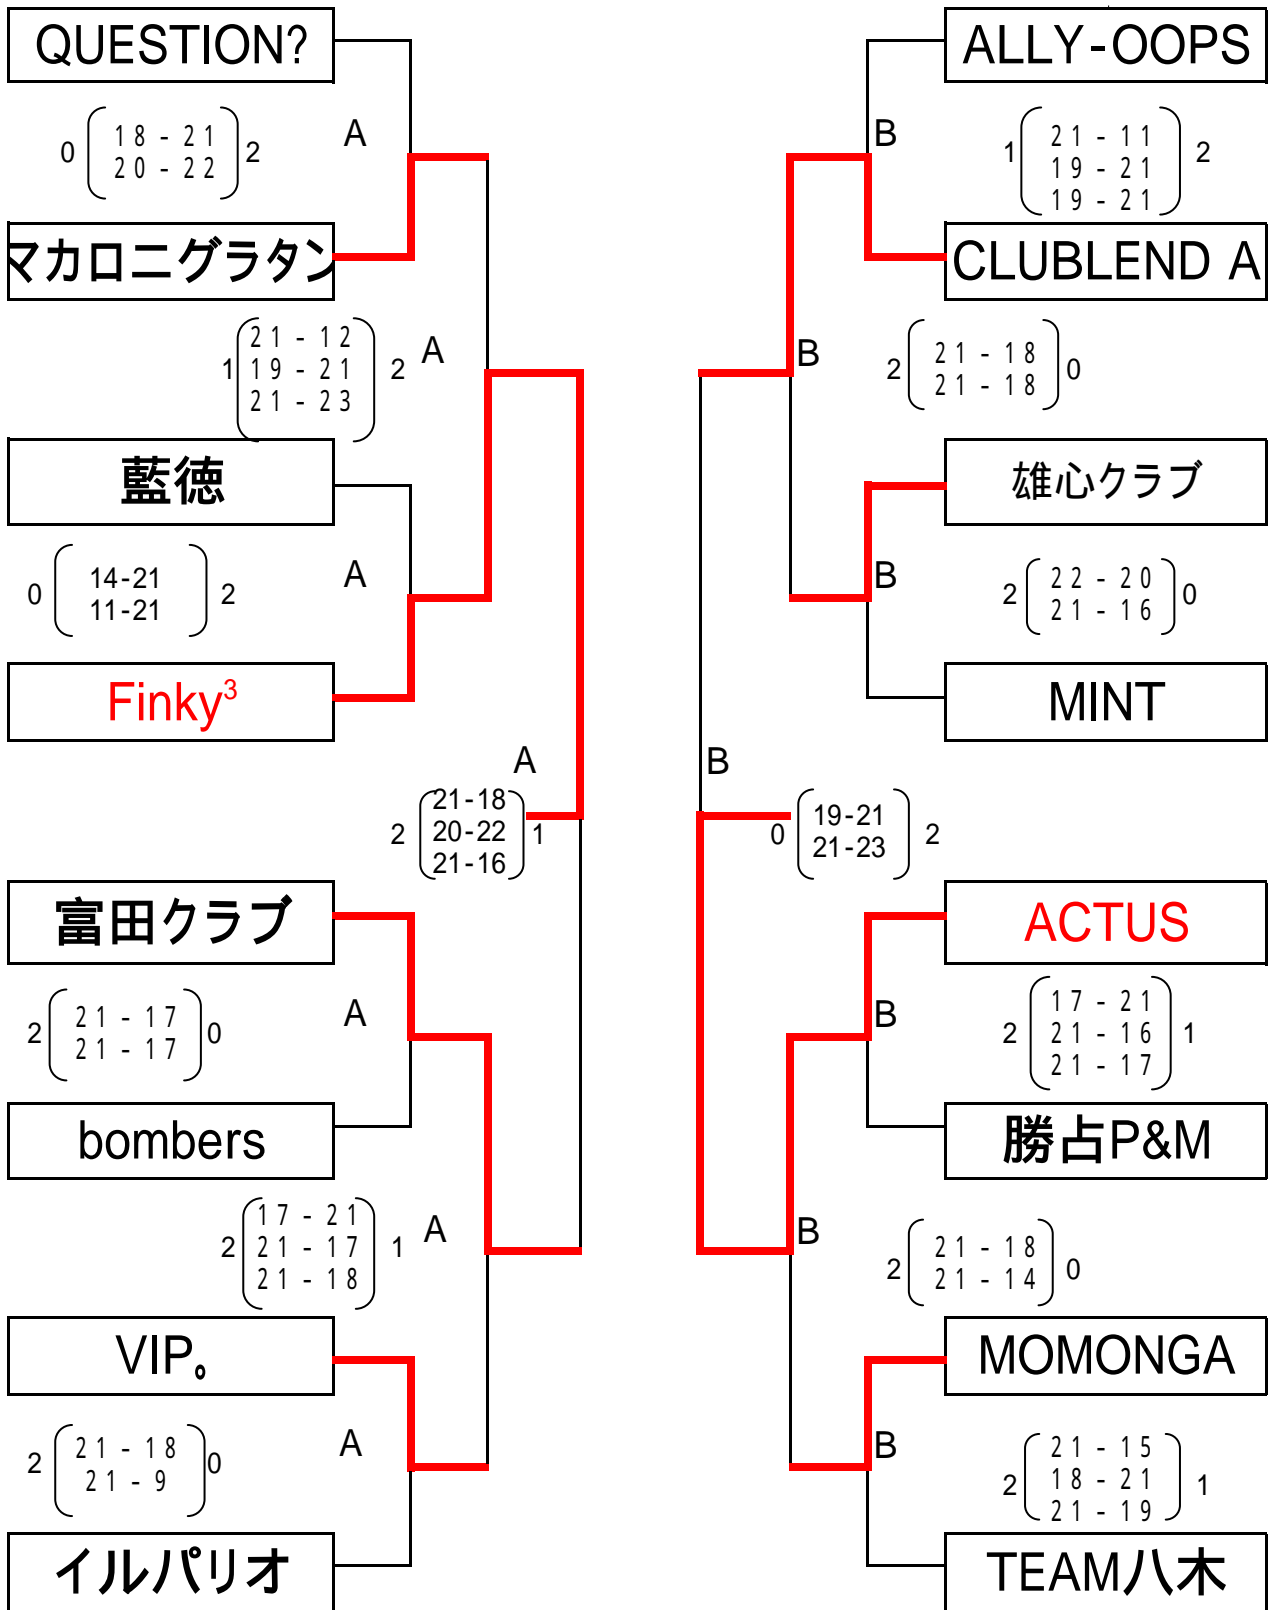 QUESTION?
A
0 18-21 2
20-22
マカロニグラタン
21-12
1 19-21 2
21-23
A
藍徳
A
0 14-21 2
11-21
Finky³
A
21-18
2 20-22 1
21-16
富田クラブ
A
2 21-17 0
21-17
bombers
17-21
2 21-17 1
21-18
A
VIP。
A
2 21-18 0
21-9
イルパリオ
ALLY-OOPS
B
21-11
1 19-21 2
19-21
CLUBLEND A
B
2 21-18 0
21-18
雄心クラブ
B
2 22-20 0
21-16
MINT
B
0 19-21 2
21-23
ACTUS
B
17-21
2 21-16 1
21-17
勝占P&M
B
2 21-18 0
21-14
MOMONGA
B
21-15
2 18-21 1
21-19
TEAM八木